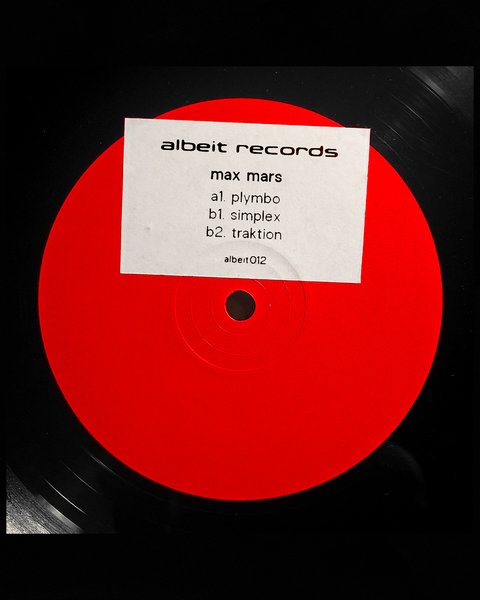 albeit records
max mars
a1. plymbo
b1. simplex
b2. traktion
albeit012